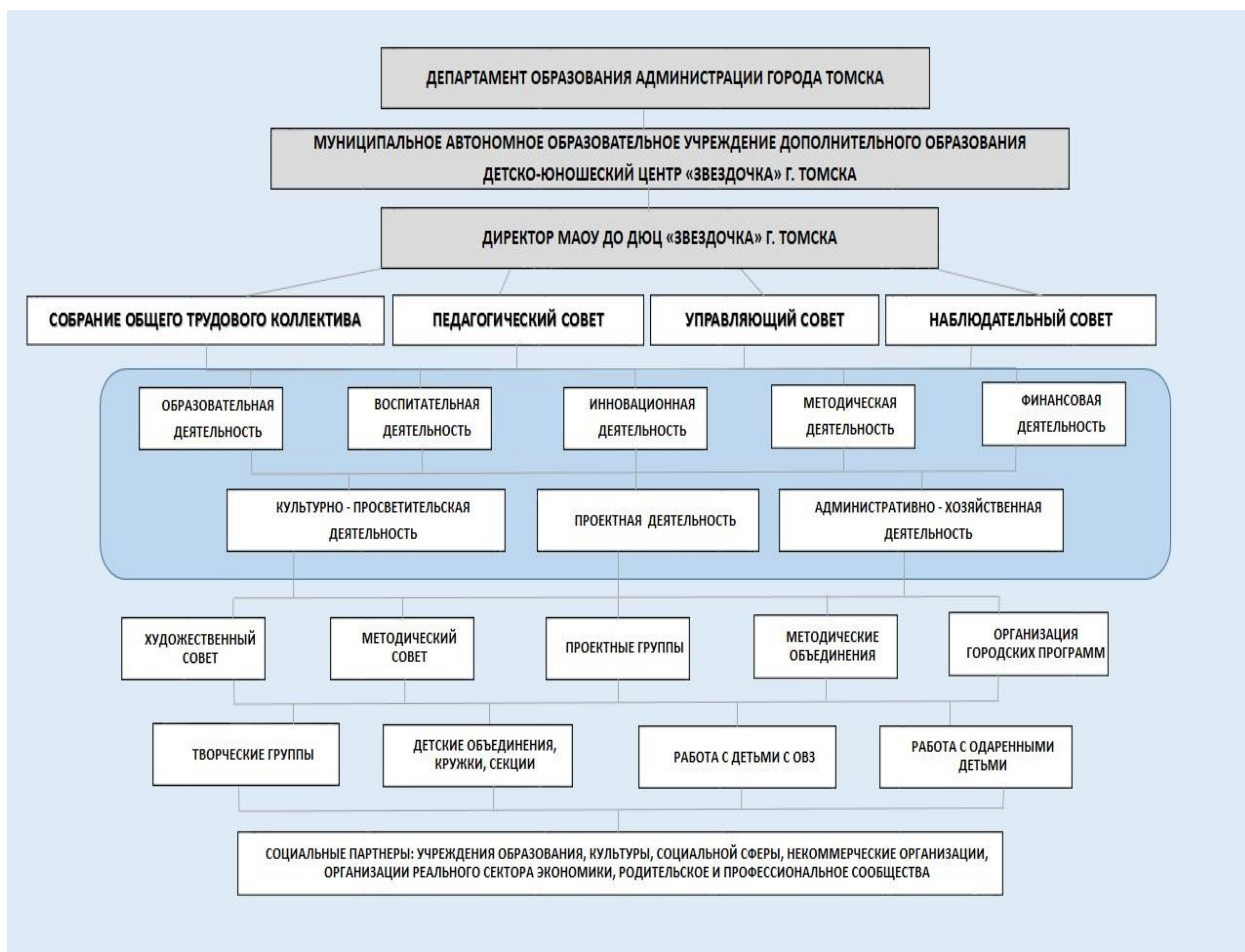 ДЕПАРТАМЕНТ ОБРАЗОВАНИЯ АДМИНИСТРАЦИИ ГОРОДА ТОМСКА
МУНИЦИПАЛЬНОЕ АВТОНОМНОЕ ОБРАЗОВАТЕЛЬНОЕ УЧРЕЖДЕНИЕ ДОПОЛНИТЕЛЬНОГО ОБРАЗОВАНИЯ
ДЕТСКО-ЮНОШЕСКИЙ ЦЕНТР «ЗВЕЗДОЧКА» Г. ТОМСКА
ДИРЕКТОР МАОУ ДО ДЮЦ «ЗВЕЗДОЧКА» Г. ТОМСКА
СОБРАНИЕ ОБЩЕГО ТРУДОВОГО КОЛЛЕКТИВА
ПЕДАГОГИЧЕСКИЙ СОВЕТ
УПРАВЛЯЮЩИЙ СОВЕТ
НАБЛЮДАТЕЛЬНЫЙ СОВЕТ
ОБРАЗОВАТЕЛЬНАЯ
ДЕЯТЕЛЬНОСТЬ
ВОСПИТАТЕЛЬНАЯ
ДЕЯТЕЛЬНОСТЬ
ИННОВАЦИОННАЯ
ДЕЯТЕЛЬНОСТЬ
МЕТОДИЧЕСКАЯ
ДЕЯТЕЛЬНОСТЬ
ФИНАНСОВАЯ
ДЕЯТЕЛЬНОСТЬ
КУЛЬТУРНО - ПРОСВЕТИТЕЛЬСКАЯ
ДЕЯТЕЛЬНОСТЬ
ПРОЕКТНАЯ ДЕЯТЕЛЬНОСТЬ
АДМИНИСТРАТИВНО - ХОЗЯЙСТВЕННАЯ
ДЕЯТЕЛЬНОСТЬ
ХУДОЖЕСТВЕННЫЙ
СОВЕТ
МЕТОДИЧЕСКИЙ
СОВЕТ
ПРОЕКТНЫЕ ГРУППЫ
МЕТОДИЧЕСКИЕ
ОБЪЕДИНЕНИЯ
ОРГАНИЗАЦИЯ
ГОРОДСКИХ ПРОГРАММ
ТВОРЧЕСКИЕ ГРУППЫ
ДЕТСКИЕ ОБЪЕДИНЕНИЯ,
КРУЖКИ, СЕКЦИИ
РАБОТА С ДЕТЬМИ С ОВЗ
РАБОТА С ОДАРЕННЫМИ
ДЕТЬМИ
СОЦИАЛЬНЫЕ ПАРТНЕРЫ: УЧРЕЖДЕНИЯ ОБРАЗОВАНИЯ, КУЛЬТУРЫ, СОЦИАЛЬНОЙ СФЕРЫ, НЕКОММЕРЧЕСКИЕ ОРГАНИЗАЦИИ,
ОРГАНИЗАЦИИ РЕАЛЬНОГО СЕКТОРА ЭКОНОМИКИ, РОДИТЕЛЬСКОЕ И ПРОФЕССИОНАЛЬНОЕ СООБЩЕСТВА